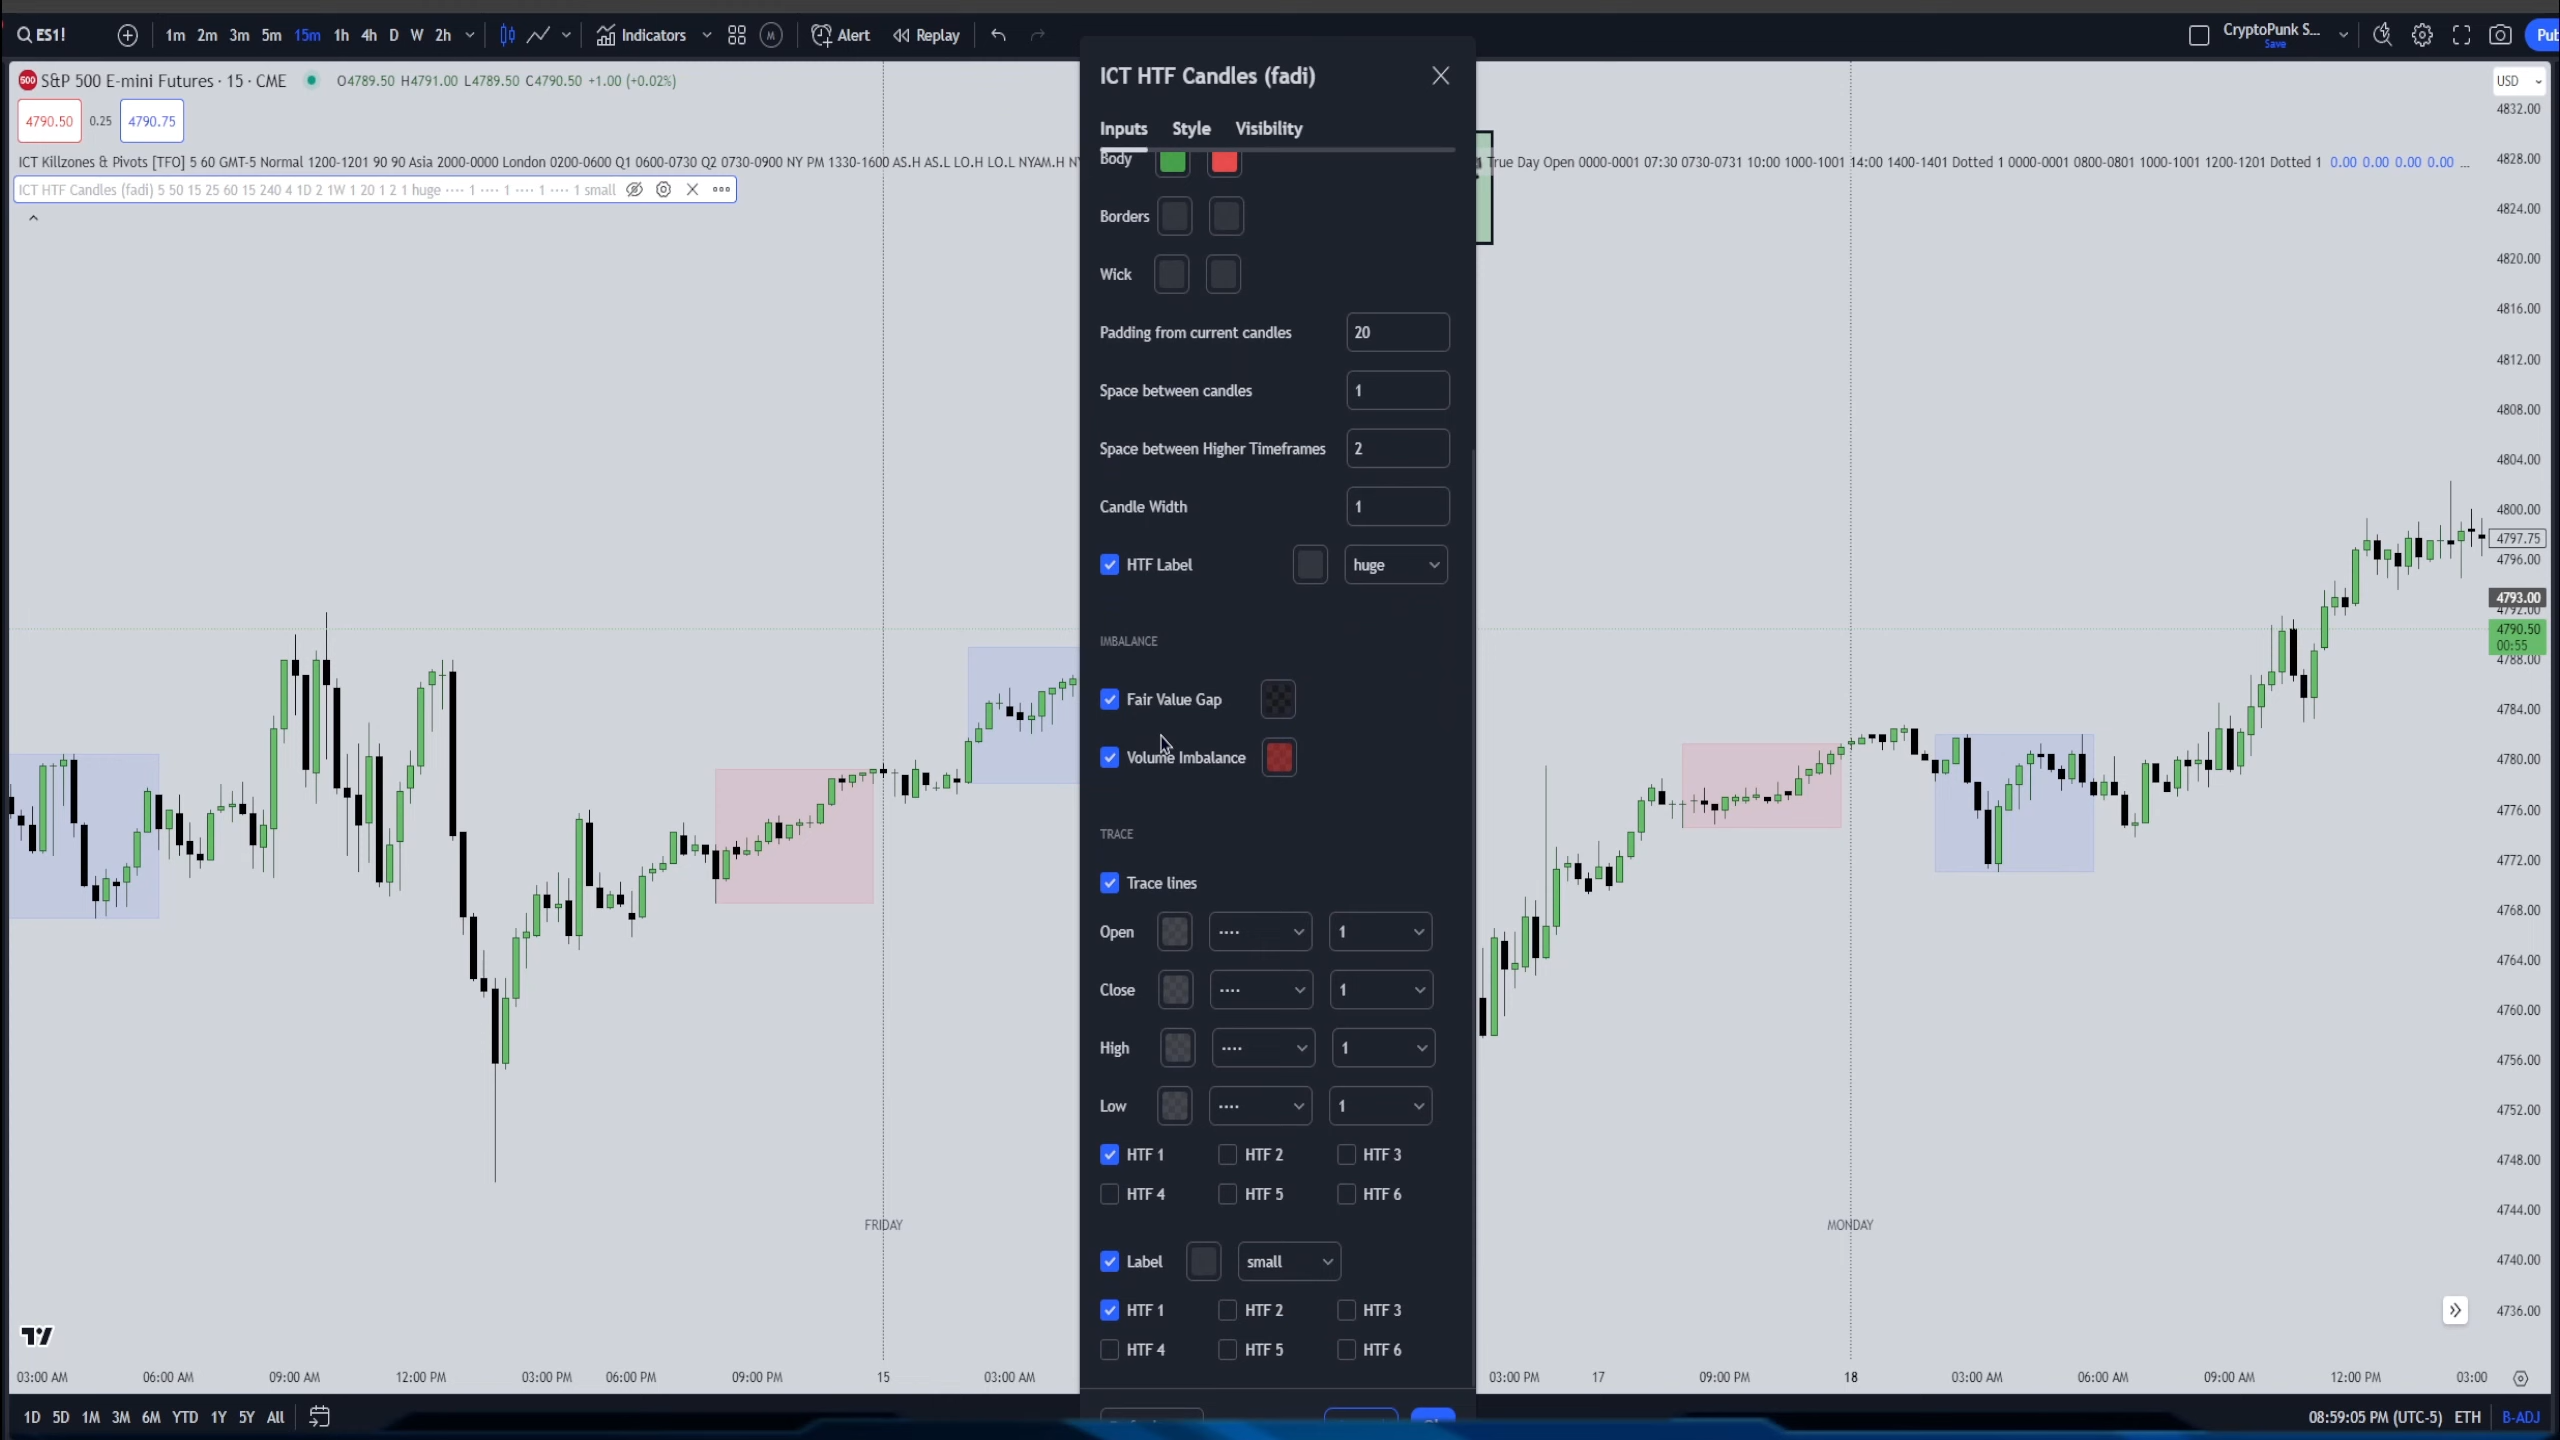 ES1! 1m 2m 3m 5m 15m 1h 4h D W 2h Indicators M Alert Replay CryptoPunk S... Save Pub
S&P 500 E-mini Futures · 15 · CME O4789.50 H4791.00 L4789.50 C4790.50 +1.00 (+0.02%)
4790.50 0.25 4790.75
ICT Killzones & Pivots [TFO] 5 60 GMT-5 Normal 1200-1201 90 90 Asia 2000-0000 London 0200-0600 Q1 0600-0730 Q2 0730-0900 NY PM 1330-1600 AS.H AS.L LO.H LO.L NYAM.H True Day Open 0000-0001 07:30 0730-0731 10:00 1000-1001 14:00 1400-1401 Dotted 1 0000-0001 0800-0801 1000-1001 1200-1201 Dotted 1 0.00 0.00 0.00 0.00 ...
ICT HTF Candles (fadi) 5 50 15 25 60 15 240 4 1D 2 1W 1 20 1 2 1 huge ···· 1 ···· 1 ···· 1 ···· 1 small
ICT HTF Candles (fadi)
Inputs Style Visibility
Body
Borders
Wick
Padding from current candles 20
Space between candles 1
Space between Higher Timeframes 2
Candle Width 1
HTF Label huge
IMBALANCE
Fair Value Gap
Volume Imbalance
TRACE
Trace lines
Open ···· 1
Close ···· 1
High ···· 1
Low ···· 1
HTF 1 HTF 2 HTF 3
HTF 4 HTF 5 HTF 6
Label small
HTF 1 HTF 2 HTF 3
HTF 4 HTF 5 HTF 6
USD
4832.00
4828.00
4824.00
4820.00
4816.00
4812.00
4808.00
4804.00
4800.00
4797.75
4796.00
4793.00
4792.00
4790.50
00:55
4788.00
4784.00
4780.00
4776.00
4772.00
4768.00
4764.00
4760.00
4756.00
4752.00
4748.00
4744.00
4740.00
4736.00
FRIDAY MONDAY
03:00 AM 06:00 AM 09:00 AM 12:00 PM 03:00 PM 06:00 PM 09:00 PM 15 03:00 AM 03:00 PM 17 09:00 PM 18 03:00 AM 06:00 AM 09:00 AM 12:00 PM 03:00
1D 5D 1M 3M 6M YTD 1Y 5Y All 08:59:05 PM (UTC-5) ETH B-ADJ